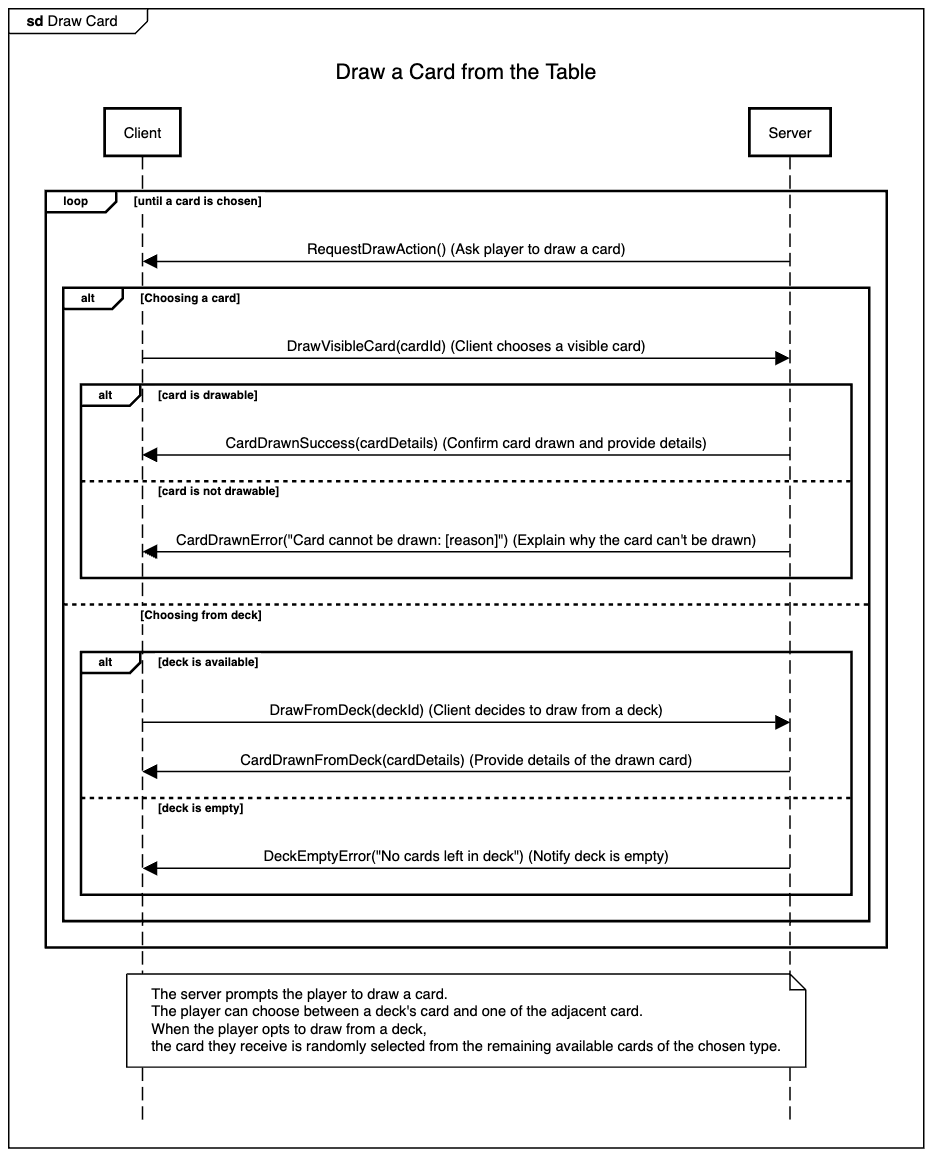 sd Draw Card
Draw a Card from the Table
Client
Server
loop
[until a card is chosen]
RequestDrawAction() (Ask player to draw a card)
alt
[Choosing a card]
DrawVisibleCard(cardId) (Client chooses a visible card)
alt
[card is drawable]
CardDrawnSuccess(cardDetails) (Confirm card drawn and provide details)
[card is not drawable]
CardDrawnError("Card cannot be drawn: [reason]") (Explain why the card can't be drawn)
[Choosing from deck]
alt
[deck is available]
DrawFromDeck(deckId) (Client decides to draw from a deck)
CardDrawnFromDeck(cardDetails) (Provide details of the drawn card)
[deck is empty]
DeckEmptyError("No cards left in deck") (Notify deck is empty)
The server prompts the player to draw a card.
The player can choose between a deck's card and one of the adjacent card.
When the player opts to draw from a deck,
the card they receive is randomly selected from the remaining available cards of the chosen type.